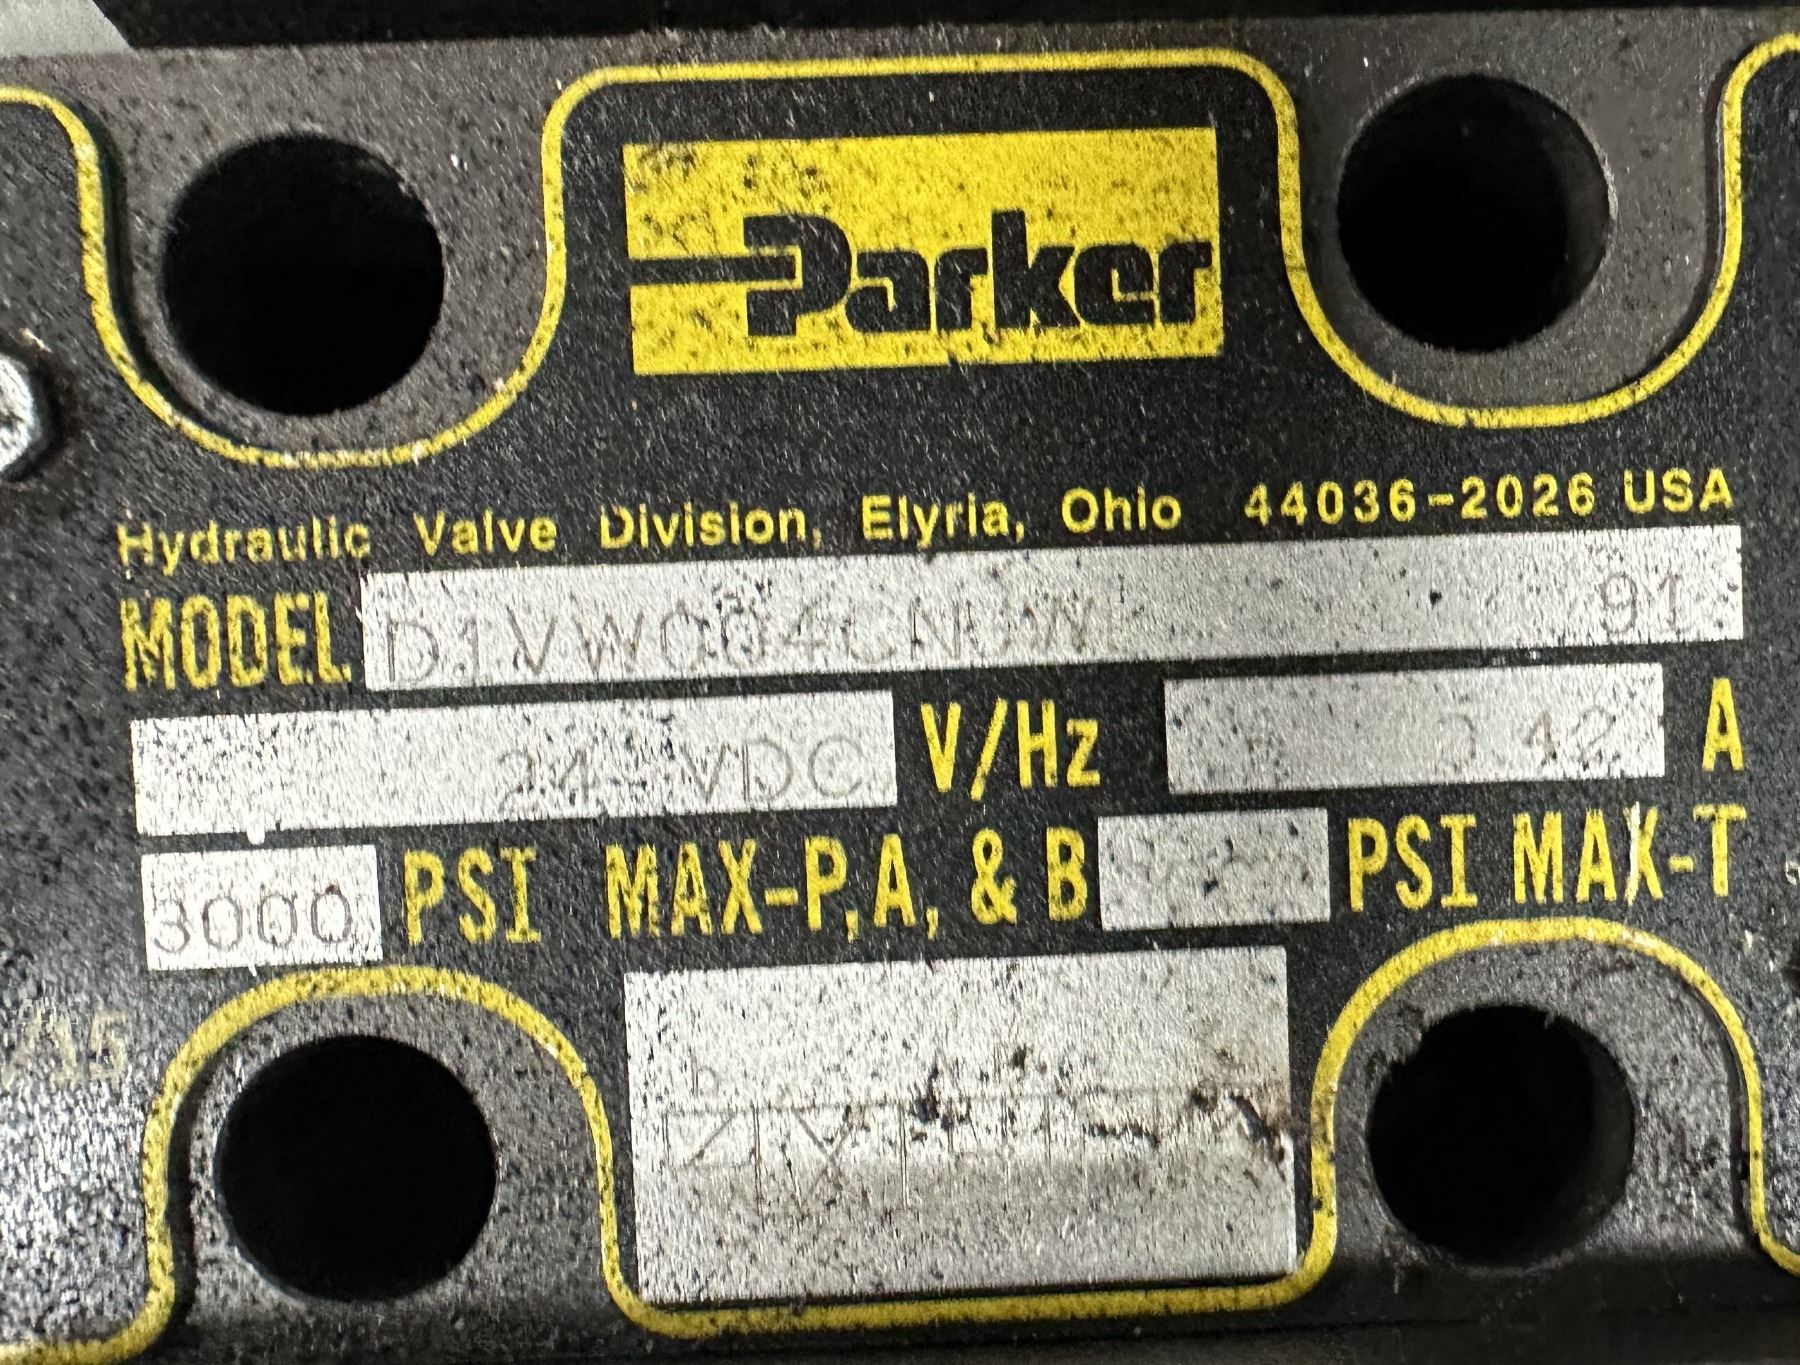 Parker
Hydraulic Valve Division, Elyria, Ohio 44036-2026 USA
MODEL D1VW004CNJW 91
24 VDC V/Hz A
3000 PSI MAX-P,A, & B PSI MAX-T